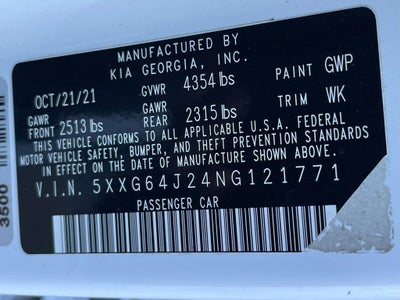 MANUFACTURED BY
KIA GEORGIA, INC.
OCT/21/21 GVWR 4354 lbs PAINT GWP
GAWR FRONT 2513 lbs GAWR REAR 2315 lbs TRIM WK
THIS VEHICLE CONFORMS TO ALL APPLICABLE U.S.A. FEDERAL
MOTOR VEHICLE SAFETY, BUMPER, AND THEFT PREVENTION STANDARDS
IN EFFECT ON THE DATE OF MANUFACTURE SHOWN ABOVE.
V.I.N. 5XXG64J24NG121771
PASSENGER CAR
3500